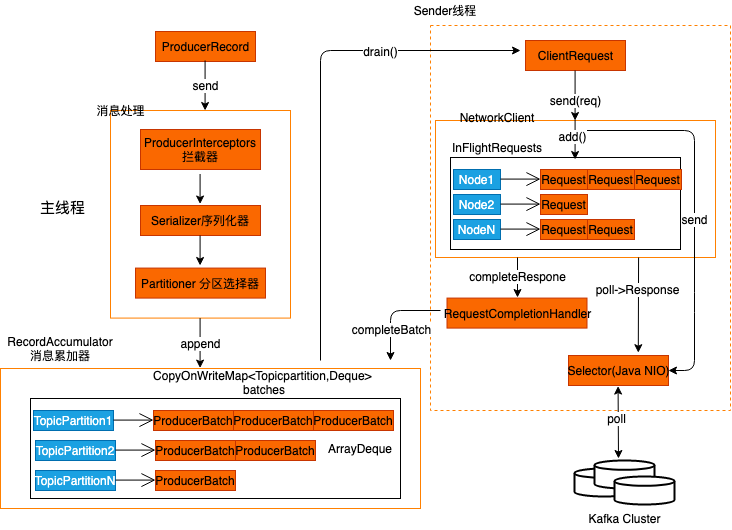 Sender线程
ProducerRecord
drain()
ClientRequest
send
send(req)
消息处理
NetworkClient
add()
ProducerInterceptors
拦截器
InFlightRequests
Node1
Request
Request
Request
主线程
Serializer序列化器
Node2
Request
send
NodeN
Request
Request
Partitioner 分区选择器
completeRespone
poll->Response
RequestCompletionHandler
completeBatch
RecordAccumulator
消息累加器
append
CopyOnWriteMap<Topicpartition,Deque>
batches
Selector(Java NIO)
TopicPartition1
ProducerBatch
ProducerBatch
ProducerBatch
poll
TopicPartition2
ProducerBatch
ProducerBatch
ArrayDeque
TopicPartitionN
ProducerBatch
Kafka Cluster